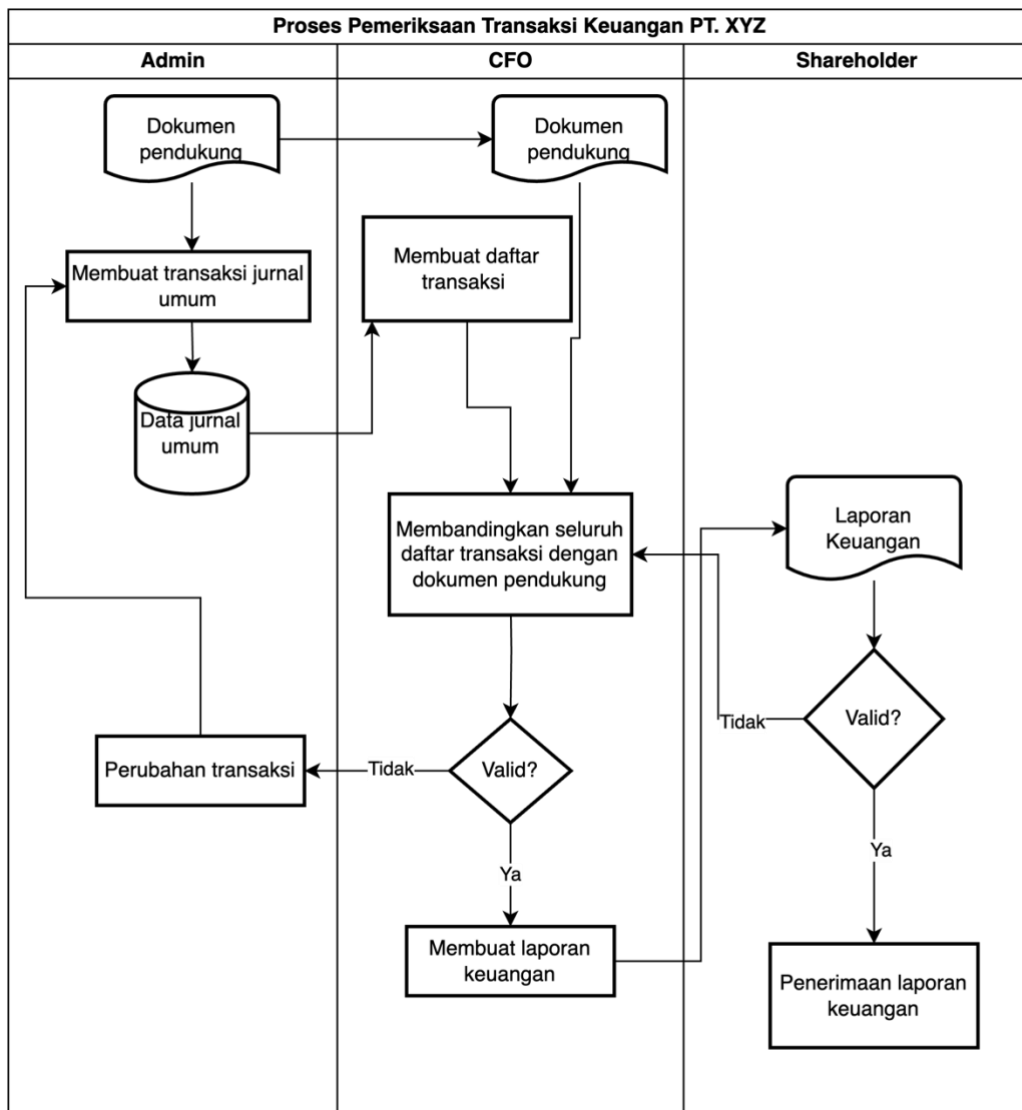 Proses Pemeriksaan Transaksi Keuangan PT. XYZ
Admin
CFO
Shareholder
Dokumen
pendukung
Dokumen
pendukung
Membuat transaksi jurnal
umum
Membuat daftar
transaksi
Data jurnal
umum
Membandingkan seluruh
daftar transaksi dengan
dokumen pendukung
Laporan
Keuangan
Perubahan transaksi
Tidak
Valid?
Tidak
Valid?
Ya
Ya
Membuat laporan
keuangan
Penerimaan laporan
keuangan